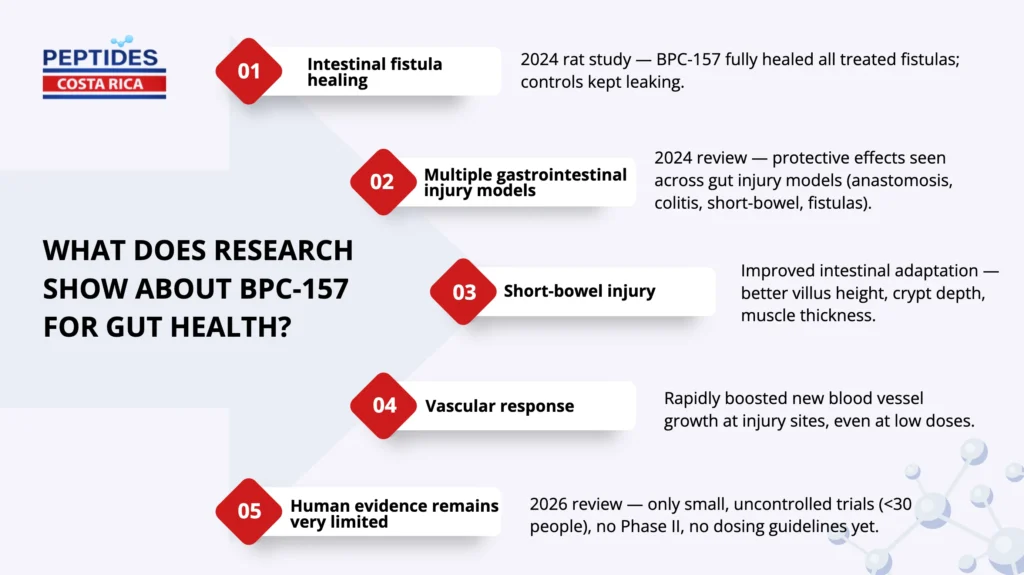 PEPTIDES
COSTA RICA
WHAT DOES RESEARCH
SHOW ABOUT BPC-157
FOR GUT HEALTH?
01
Intestinal fistula
healing
2024 rat study — BPC-157 fully healed all treated fistulas;
controls kept leaking.
02
Multiple gastrointestinal
injury models
2024 review — protective effects seen
across gut injury models (anastomosis,
colitis, short-bowel, fistulas).
03
Short-bowel injury
Improved intestinal adaptation —
better villus height, crypt depth,
muscle thickness.
04
Vascular response
Rapidly boosted new blood vessel
growth at injury sites, even at low doses.
05
Human evidence remains
very limited
2026 review — only small, uncontrolled trials (<30
people), no Phase II, no dosing guidelines yet.